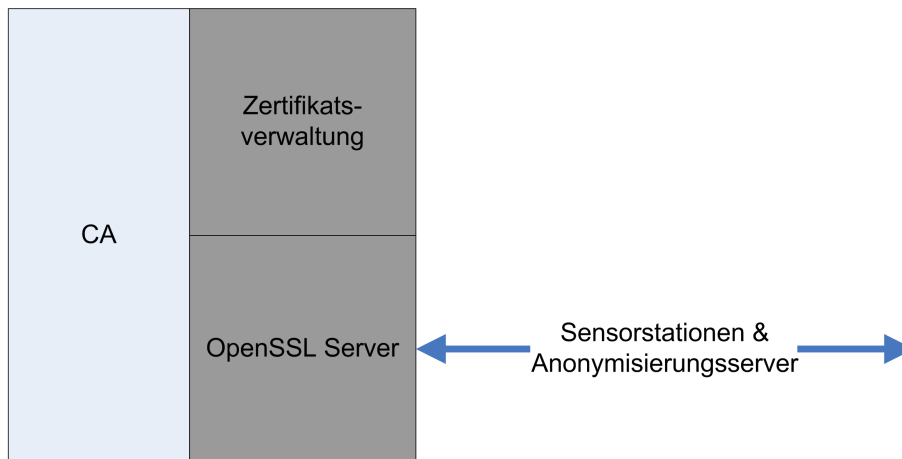 Zertifikats-
verwaltung
CA
OpenSSL Server
Sensorstationen &
Anonymisierungsserver